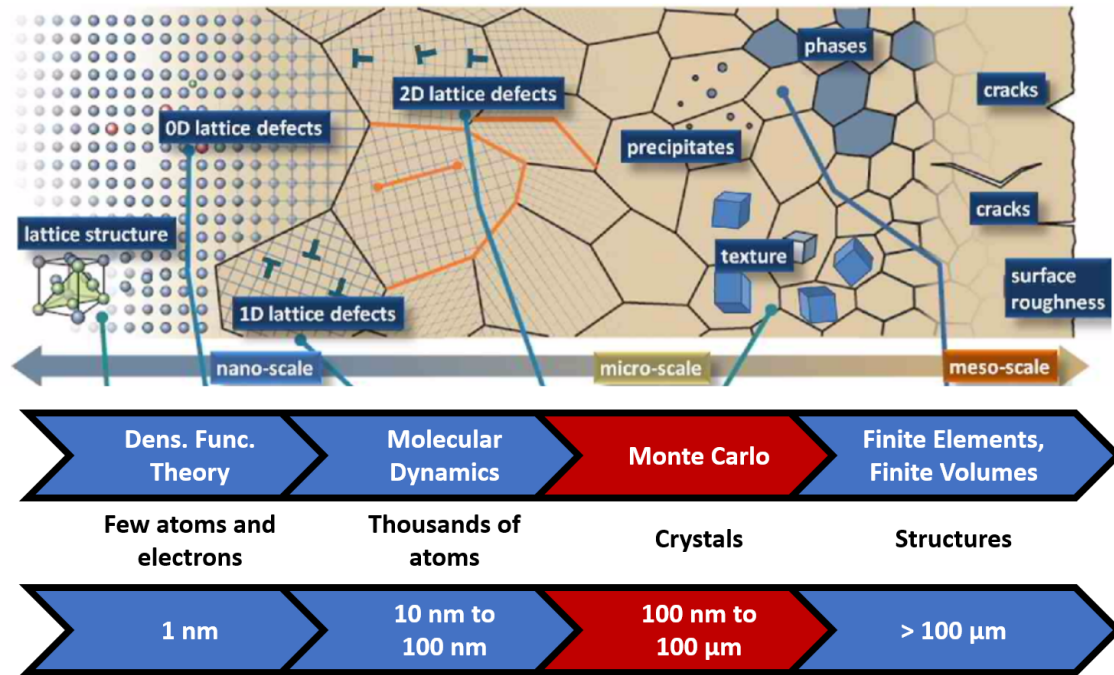 phases
2D lattice defects
cracks
0D lattice defects
precipitates
cracks
lattice structure
texture
surface
roughness
1D lattice defects
nano-scale
micro-scale
meso-scale
Dens. Func.
Theory
Molecular
Dynamics
Monte Carlo
Finite Elements,
Finite Volumes
Few atoms and
electrons
Thousands of
atoms
Crystals
Structures
1 nm
10 nm to
100 nm
100 nm to
100 µm
> 100 µm